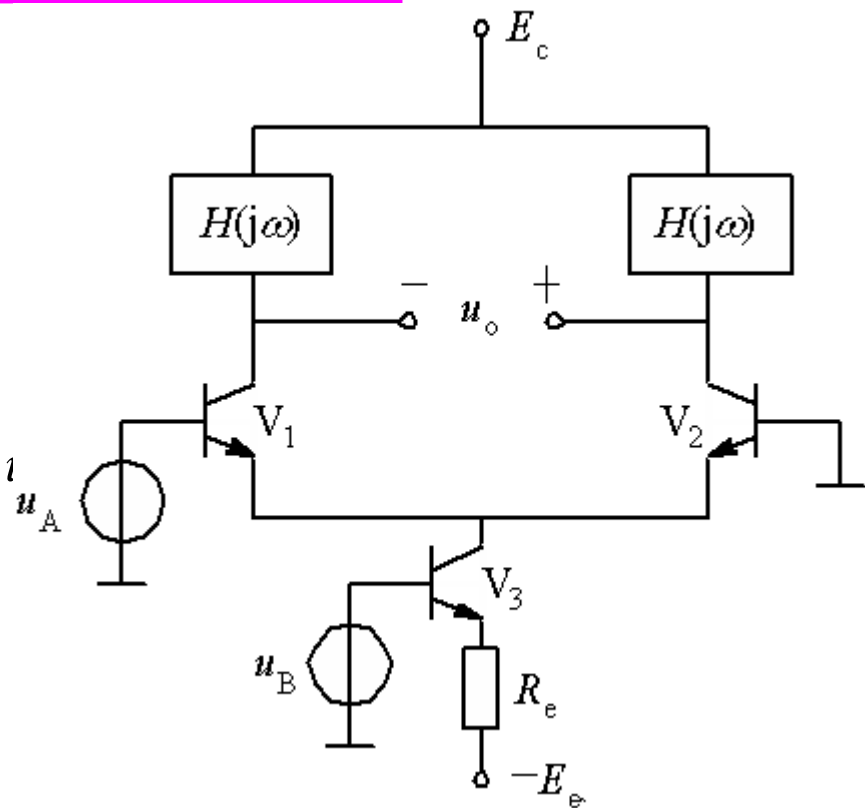 E_c
H(jω) H(jω)
- u_o +
V_1 V_2
u_A
V_3
u_B
R_e
-E_e